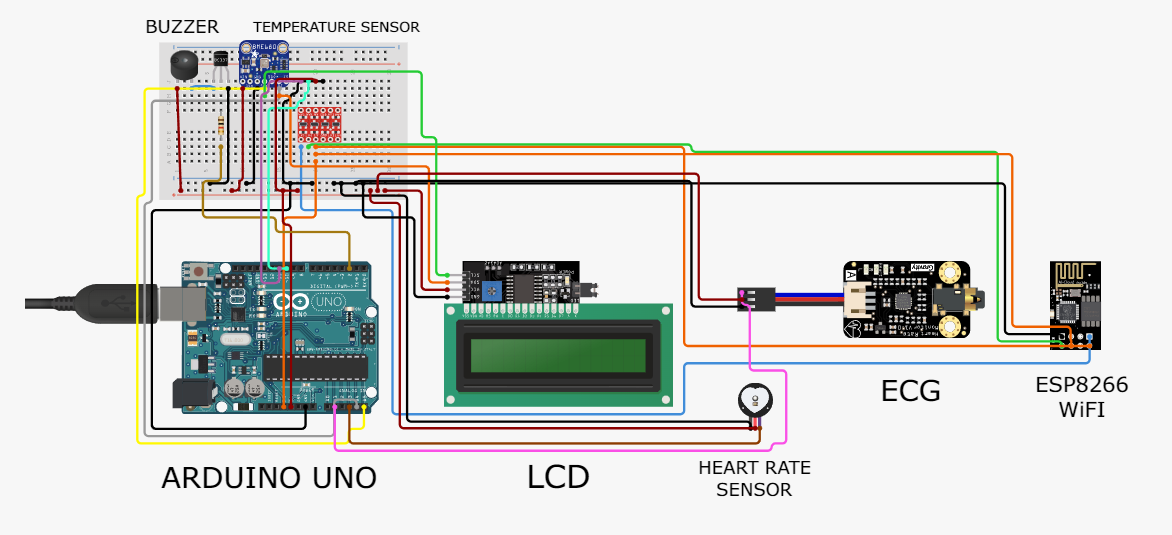 BUZZER
TEMPERATURE SENSOR
BME680
UNO
ARDUINO
ECG
ESP8266
WiFI
ARDUINO UNO
LCD
HEART RATE
SENSOR